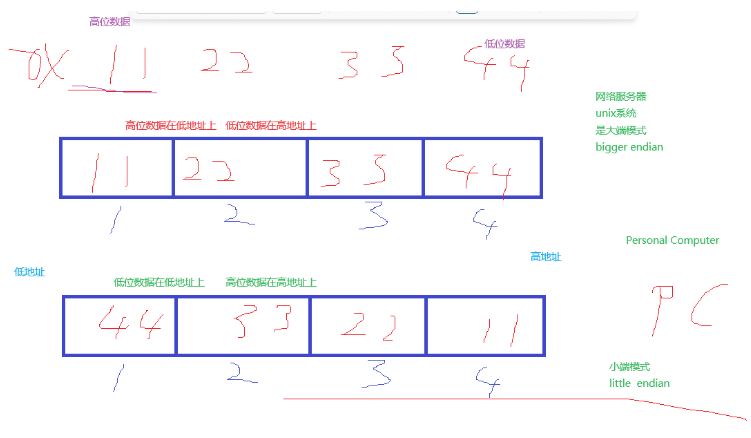 高位数据
低位数据
0X 11 22 33 44
网络服务器
unix系统
是大端模式
bigger endian
高位数据在低地址上 低位数据在高地址上
11 22 33 44
1 2 3 4
Personal Computer
低地址
高地址
低位数据在低地址上 高位数据在高地址上
PC
44 33 22 11
1 2 3 4
小端模式
little endian